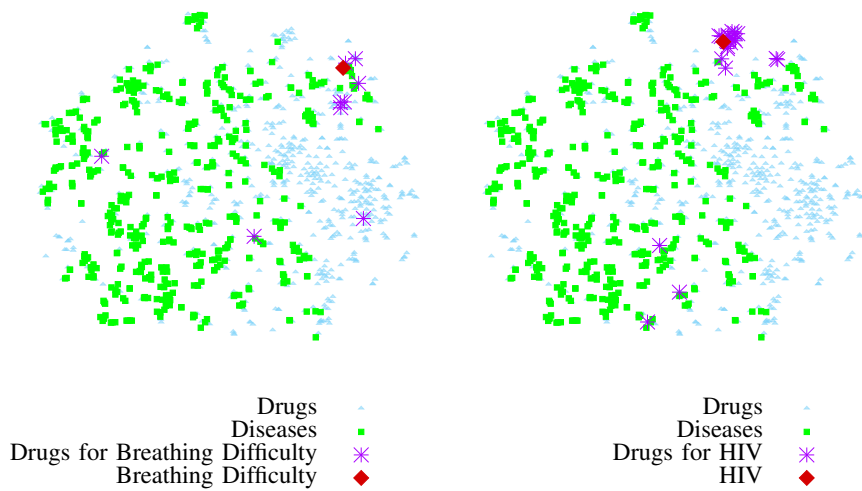 Drugs
Diseases
Drugs for Breathing Difficulty
Breathing Difficulty
Drugs
Diseases
Drugs for HIV
HIV